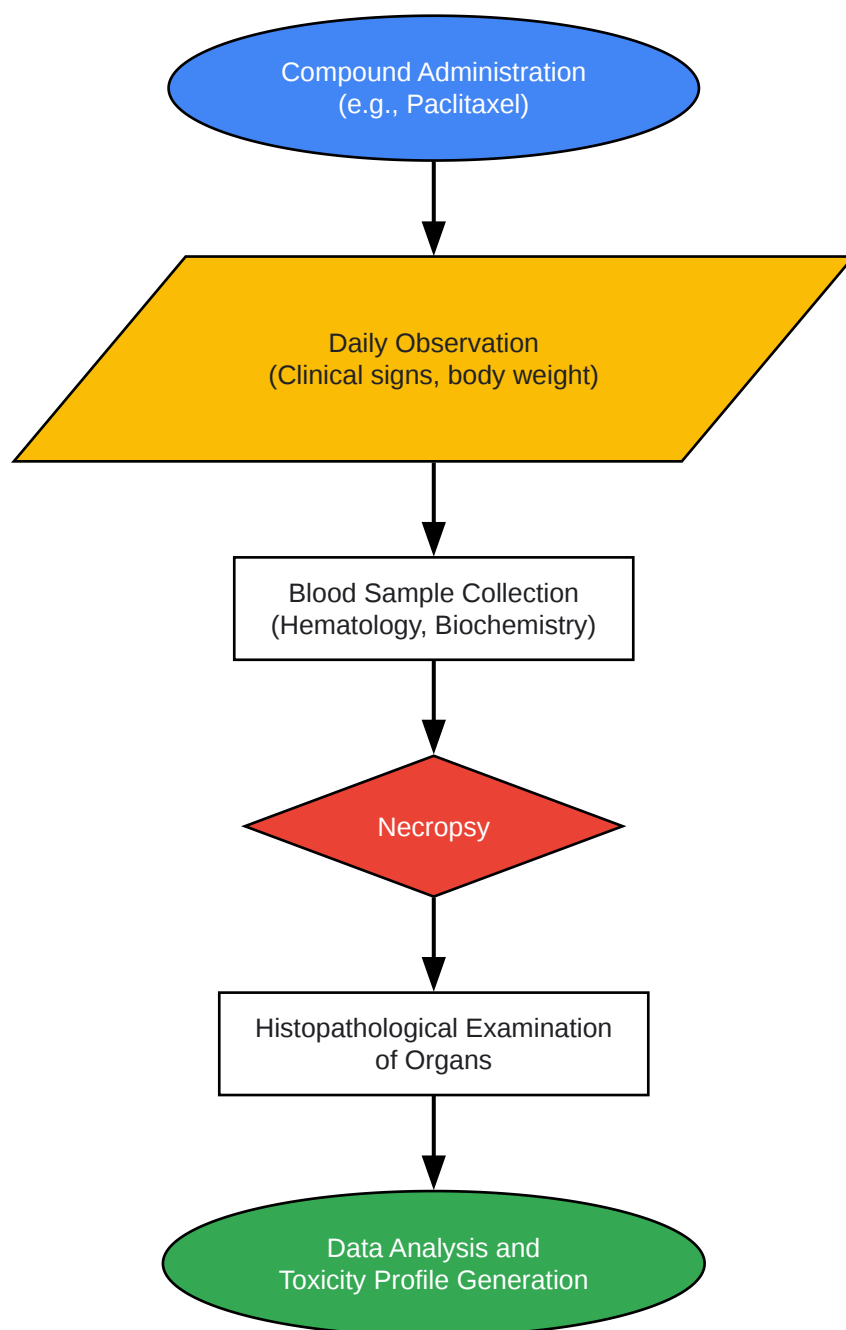 Compound Administration
(e.g., Paclitaxel)
Daily Observation
(Clinical signs, body weight)
Blood Sample Collection
(Hematology, Biochemistry)
Necropsy
Histopathological Examination
of Organs
Data Analysis and
Toxicity Profile Generation